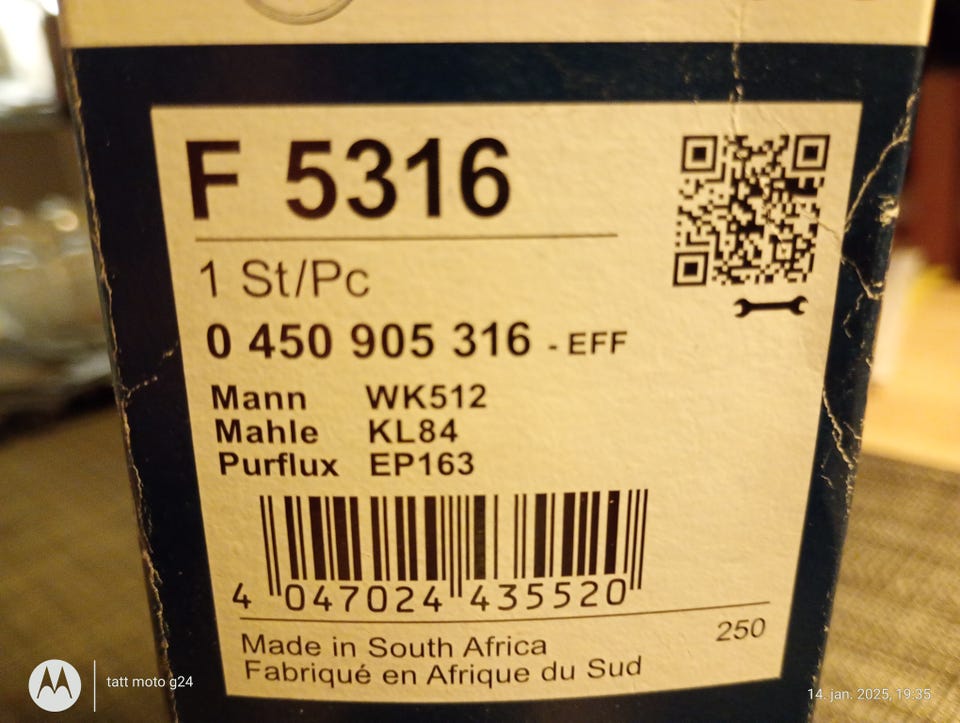 F 5316
1 St/Pc
0 450 905 316 - EFF
Mann WK512
Mahle KL84
Purflux EP163
4 047024 435520
250
Made in South Africa
Fabriqué en Afrique du Sud
tatt moto g24
14. jan. 2025, 19:35